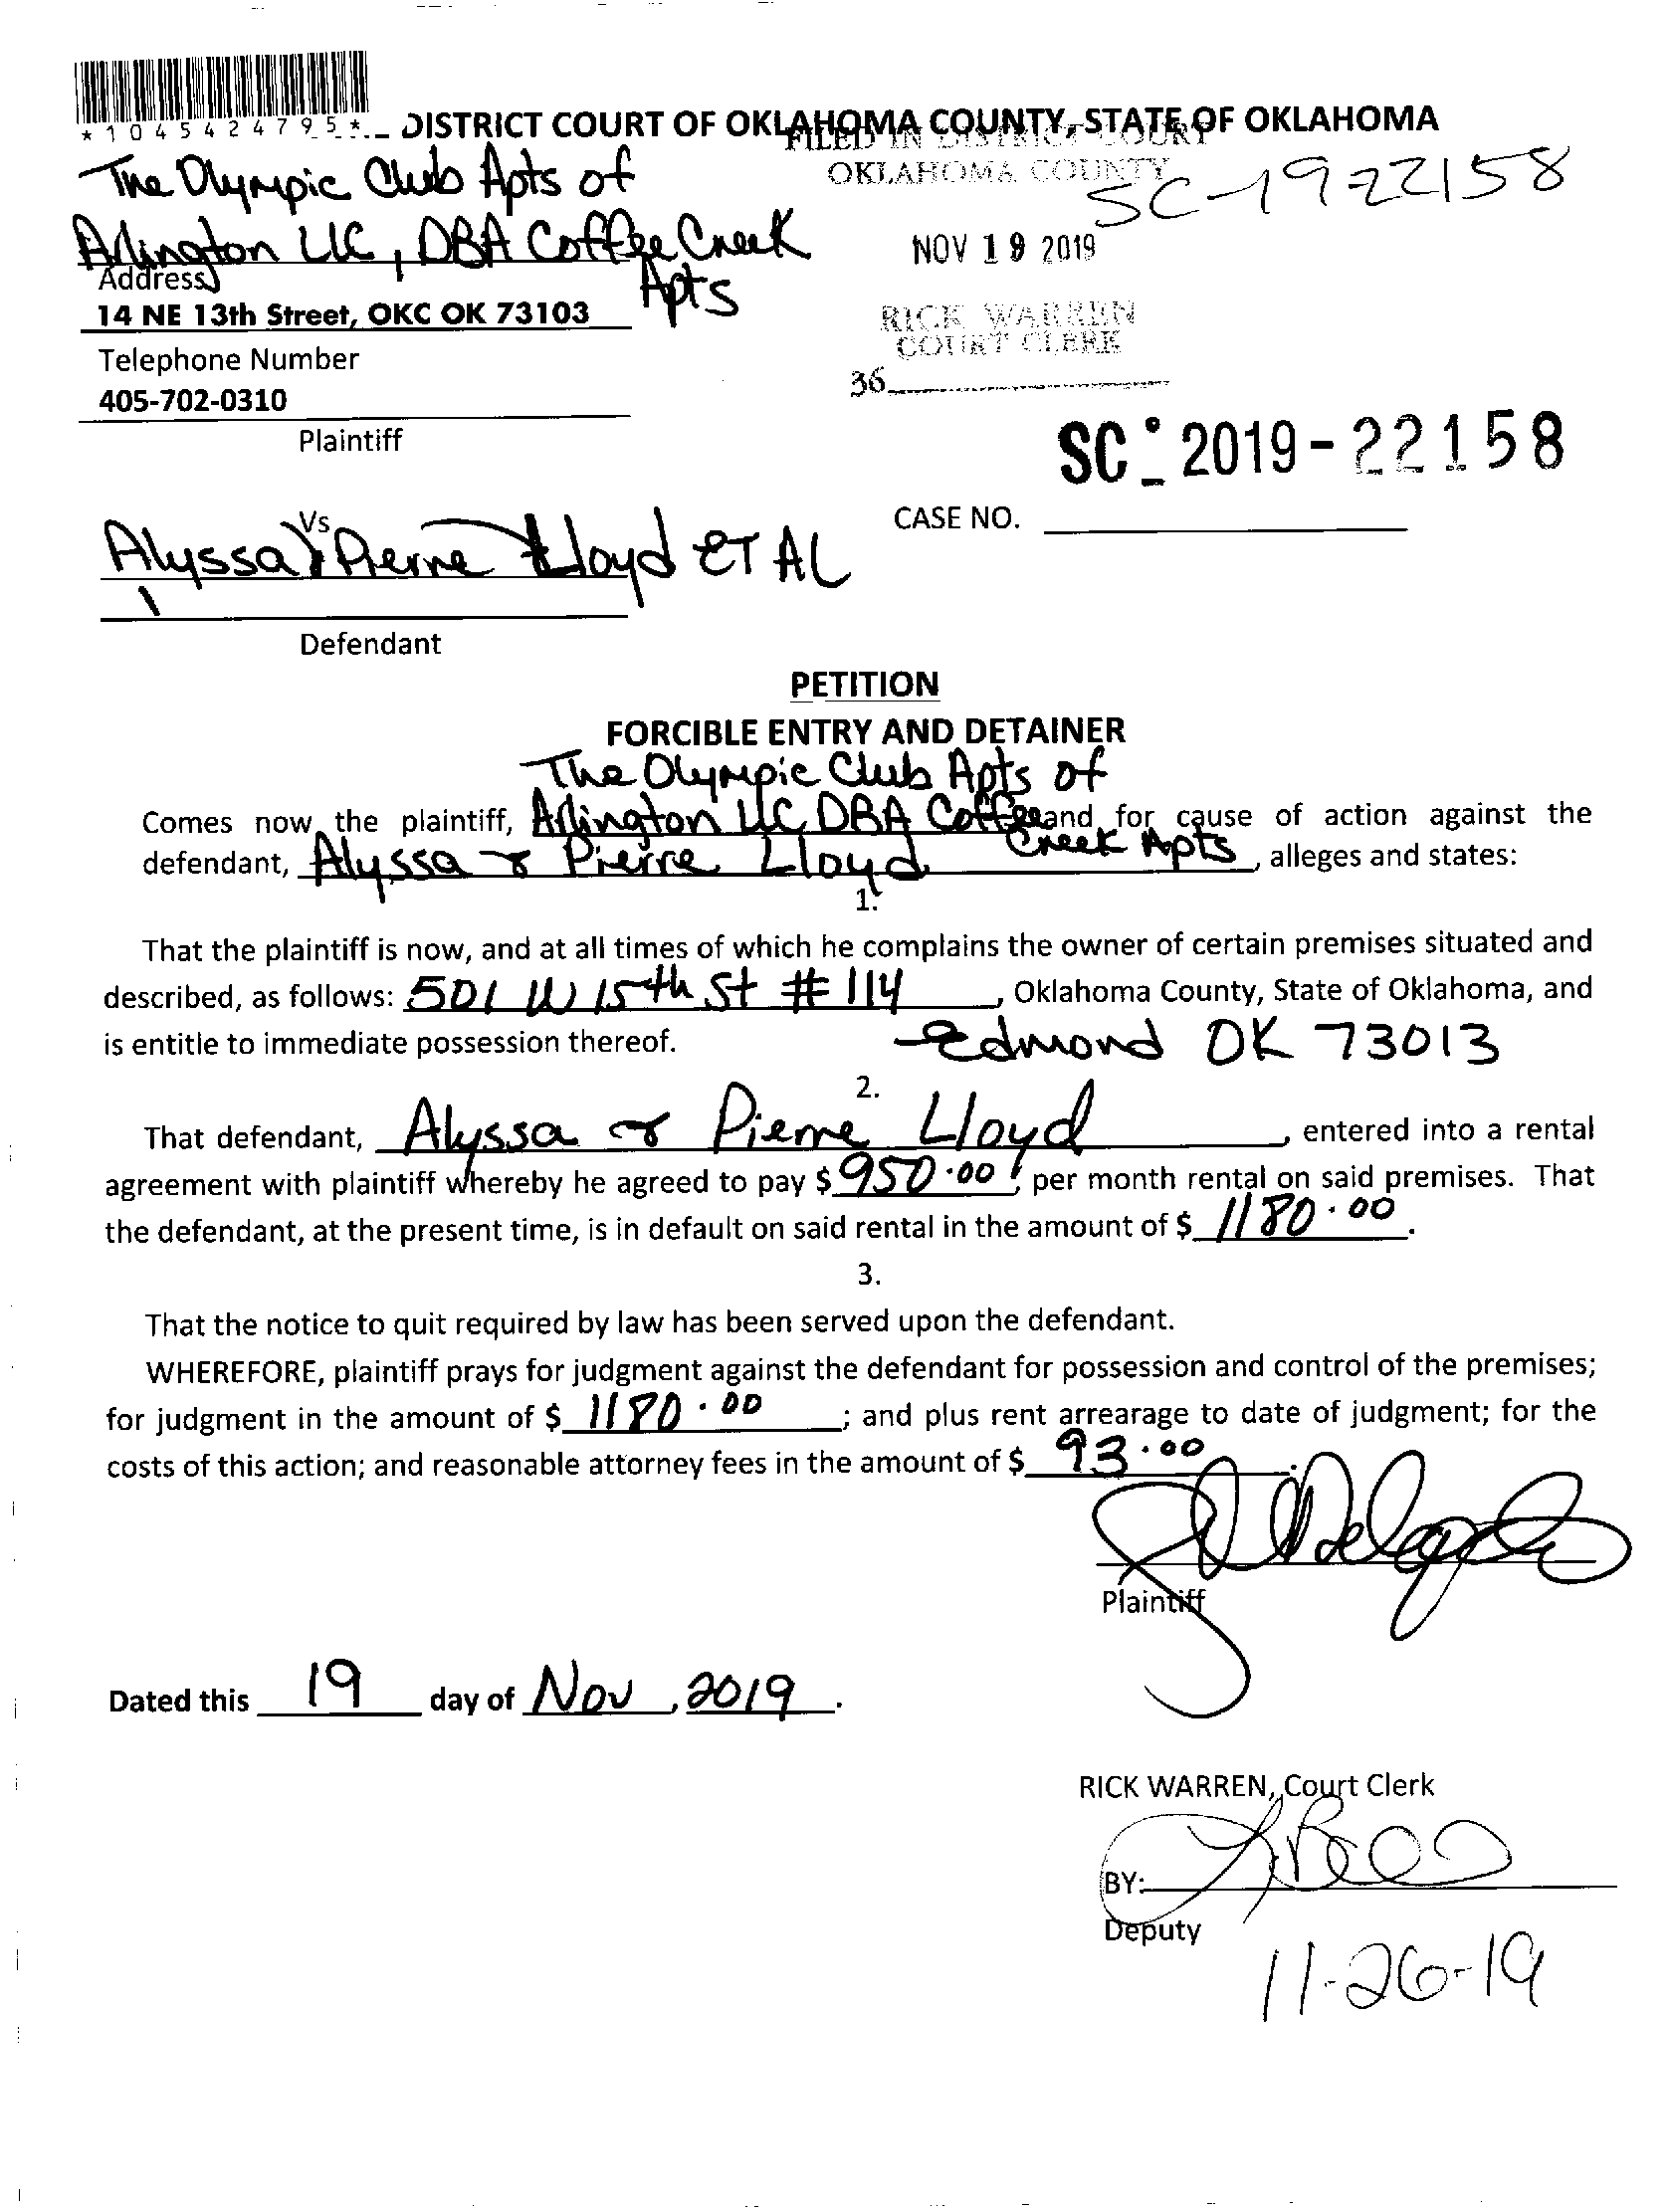 *1045424795*
DISTRICT COURT OF OKLAHOMA COUNTY, STATE OF OKLAHOMA
FILED IN DISTRICT COURT
OKLAHOMA COUNTY
SC-1922158
The Olympic Club Apts of
Arlington LLC, DBA Coffee Creek
Apts
NOV 19 2019
Address
14 NE 13th Street, OKC OK 73103
RICK WARREN
COURT CLERK
Telephone Number
36
405-702-0310
Plaintiff
SC-2019-22158
CASE NO.
Vs
Alyssa & Pierre Lloyd ET AL
Defendant
PETITION
FORCIBLE ENTRY AND DETAINER
The Olympic Club Apts of
Comes now the plaintiff, Arlington LLC DBA Coffee and for cause of action against the
Creek Apts
defendant, Alyssa & Pierre Lloyd, alleges and states:
1.
That the plaintiff is now, and at all times of which he complains the owner of certain premises situated and
described, as follows: 501 W 15th St # 114, Oklahoma County, State of Oklahoma, and
is entitle to immediate possession thereof. Edmond OK 73013
2.
That defendant, Alyssa & Pierre Lloyd, entered into a rental
agreement with plaintiff whereby he agreed to pay $ 950.00, per month rental on said premises. That
the defendant, at the present time, is in default on said rental in the amount of $ 1180.00.
3.
That the notice to quit required by law has been served upon the defendant.
WHEREFORE, plaintiff prays for judgment against the defendant for possession and control of the premises;
for judgment in the amount of $ 1180.00; and plus rent arrearage to date of judgment; for the
costs of this action; and reasonable attorney fees in the amount of $ 93.00.
Plaintiff
Dated this 19 day of Nov, 2019.
RICK WARREN, Court Clerk
BY:
Deputy
11-26-19